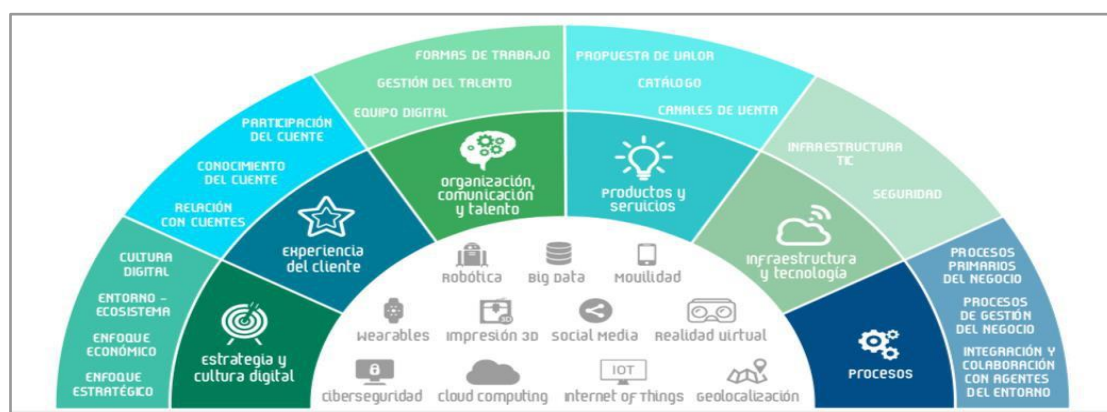 FORMAS DE TRABAJO
GESTIÓN DEL TALENTO
EQUIPO DIGITAL
PROPUESTA DE VALOR
CATÁLOGO
CANALES DE VENTA
PARTICIPACIÓN
DEL CLIENTE
CONOCIMIENTO
DEL CLIENTE
RELACIÓN
CON CLIENTES
INFRAESTRUCTURA
TIC
SEGURIDAD
CULTURA
DIGITAL
ENTORNO -
ECOSISTEMA
ENFOQUE
ECONÓMICO
ENFOQUE
ESTRATÉGICO
PROCESOS
PRIMARIOS
DEL NEGOCIO
PROCESOS
DE GESTIÓN
DEL NEGOCIO
INTEGRACIÓN Y
COLABORACIÓN
CON AGENTES
DEL ENTORNO
Estrategia y
cultura digital
Experiencia
del cliente
organización,
comunicación
y talento
Productos y
servicios
Infraestructura
y tecnología
Procesos
Robótica
Big Data
Movilidad
Wearables
Impresión 3D
3D
Social Media
Realidad Virtual
Ciberseguridad
Cloud computing
IOT
Internet of Things
Geolocalización